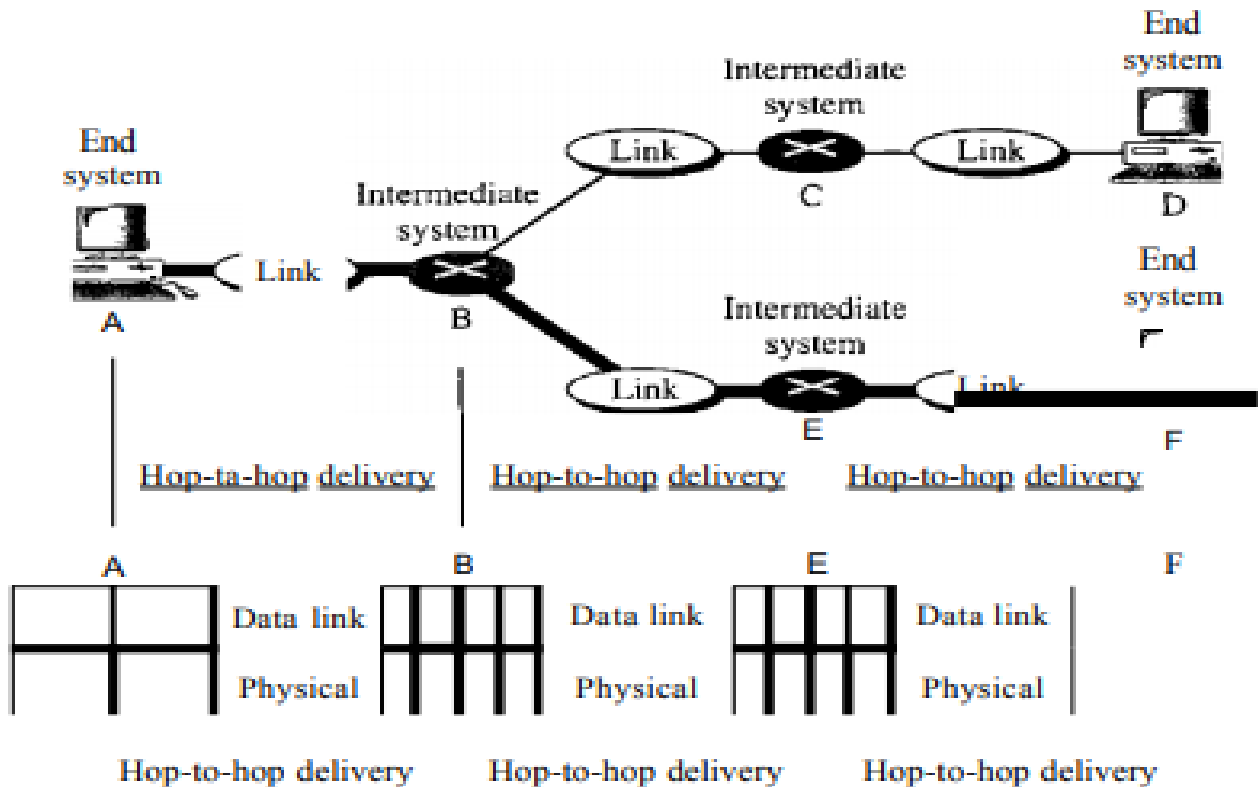 End
system
Intermediate
system
End
system
Link
Link
C
D
Intermediate
system
Link
A
B
End
system
Intermediate
system
Link
Link
E
F
Hop-ta-hop delivery
Hop-to-hop delivery
Hop-to-hop delivery
A
B
E
F
Data link
Data link
Data link
Physical
Physical
Physical
Hop-to-hop delivery
Hop-to-hop delivery
Hop-to-hop delivery